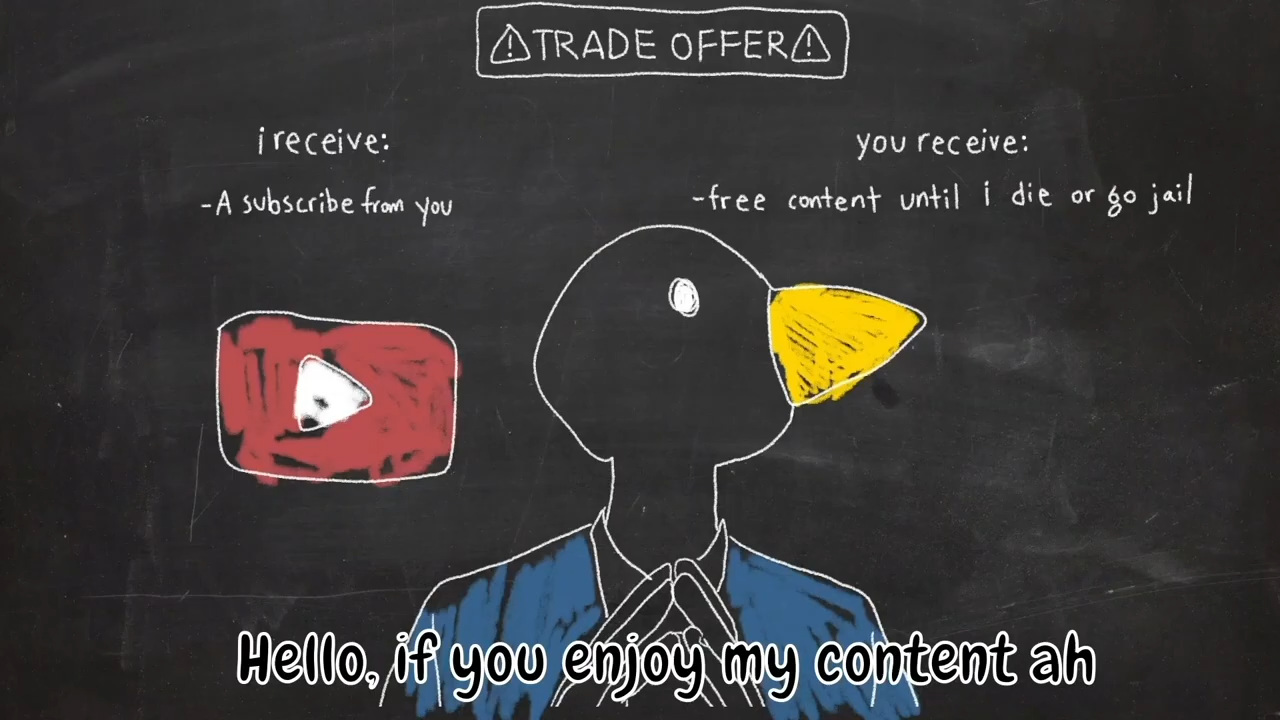 ⚠TRADE OFFER⚠
i receive:
-A subscribe from you
you receive:
-free content until i die or go jail
Hello, if you enjoy my content ah